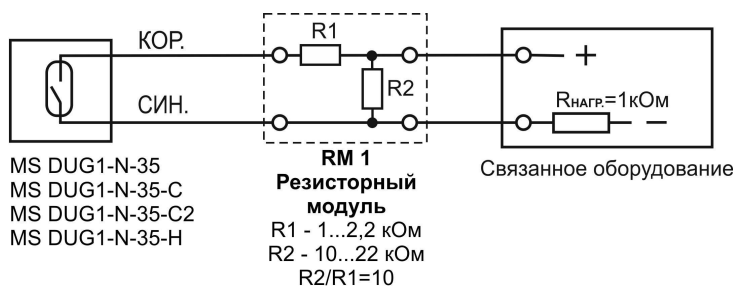 КОР.
R1
R2
+
Rнагр.=1кОм
СИН.
–
MS DUG1-N-35
MS DUG1-N-35-C
MS DUG1-N-35-C2
MS DUG1-N-35-H
RM 1
Резисторный
модуль
R1 - 1...2,2 кОм
R2 - 10...22 кОм
R2/R1=10
Связанное оборудование